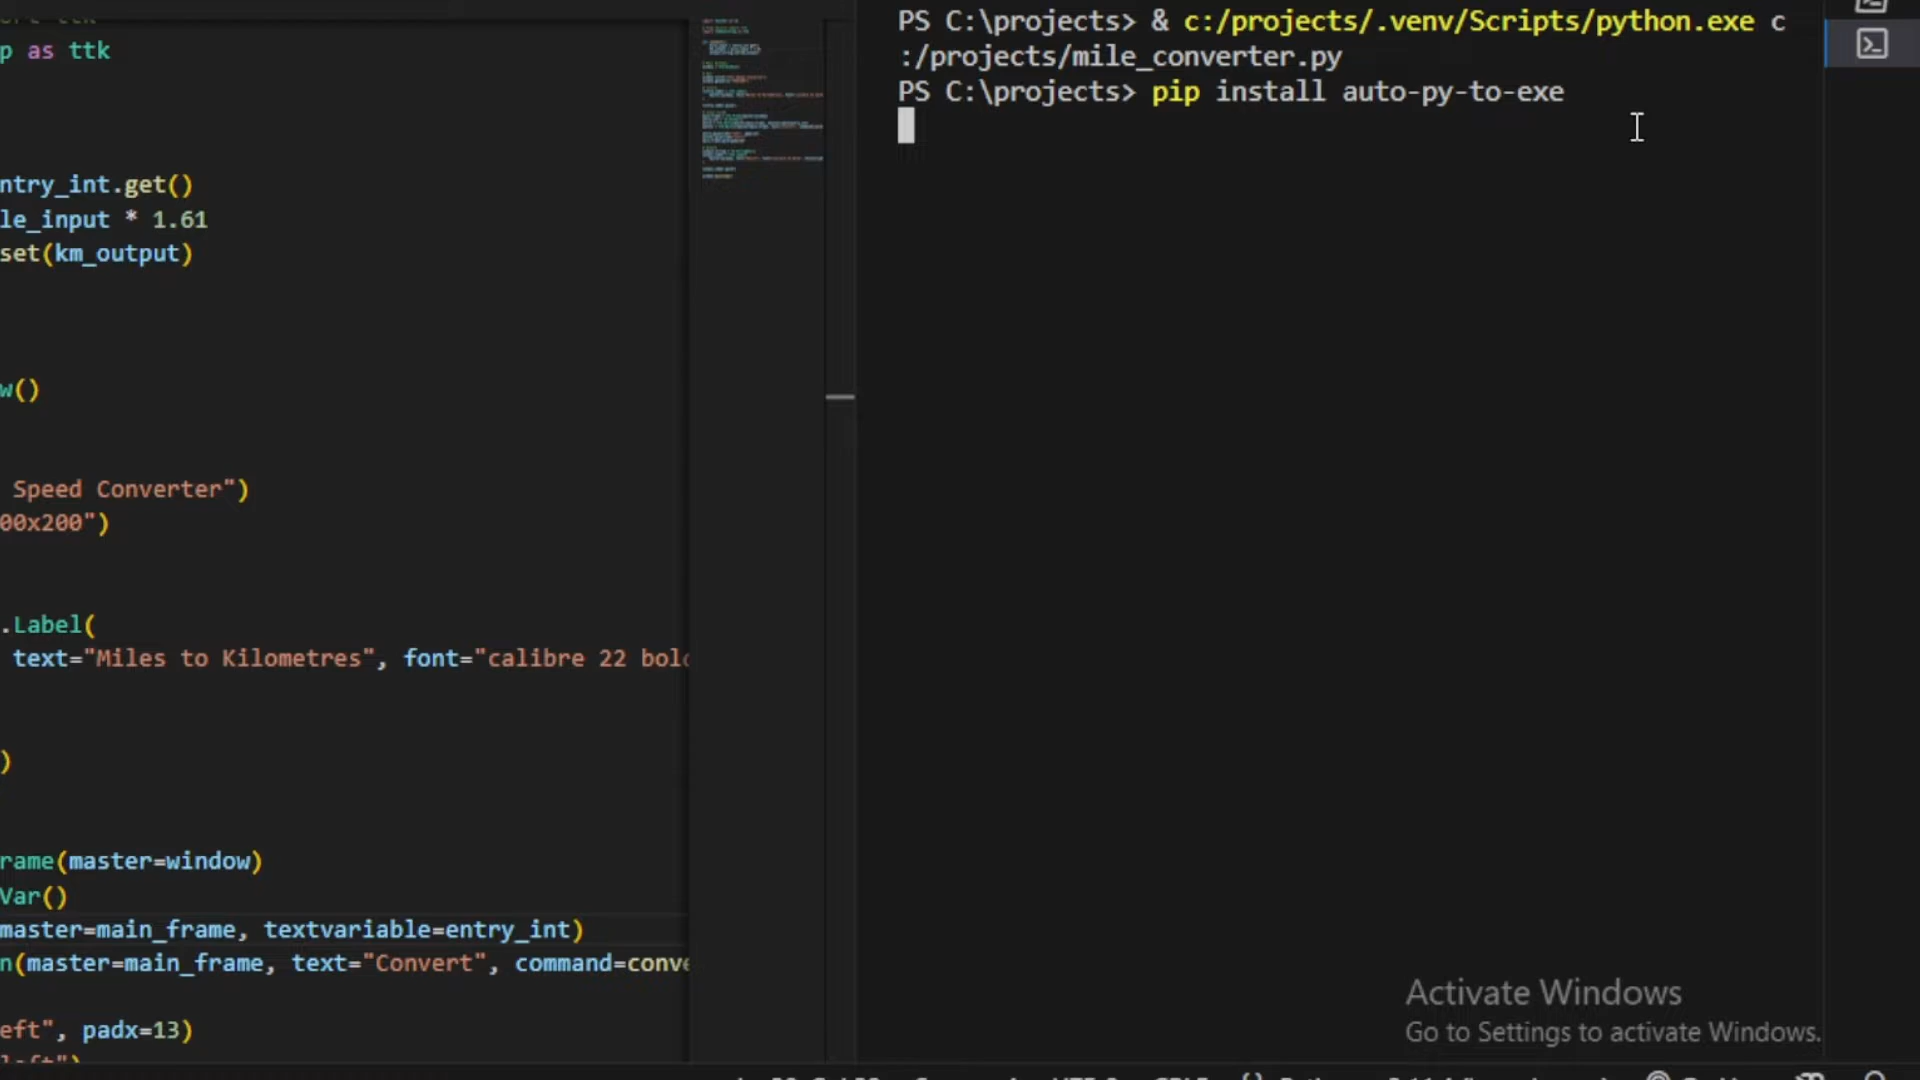 p as ttk
ntry_int.get()
le_input * 1.61
set(km_output)
w()
Speed Converter")
00x200")
.Label(
text="Miles to Kilometres", font="calibre 22 bold
)
rame(master=window)
Var()
master=main_frame, textvariable=entry_int)
n(master=main_frame, text="Convert", command=conve
eft", padx=13)
PS C:\projects> & c:/projects/.venv/Scripts/python.exe c
:/projects/mile_converter.py
PS C:\projects> pip install auto-py-to-exe
Activate Windows
Go to Settings to activate Windows.